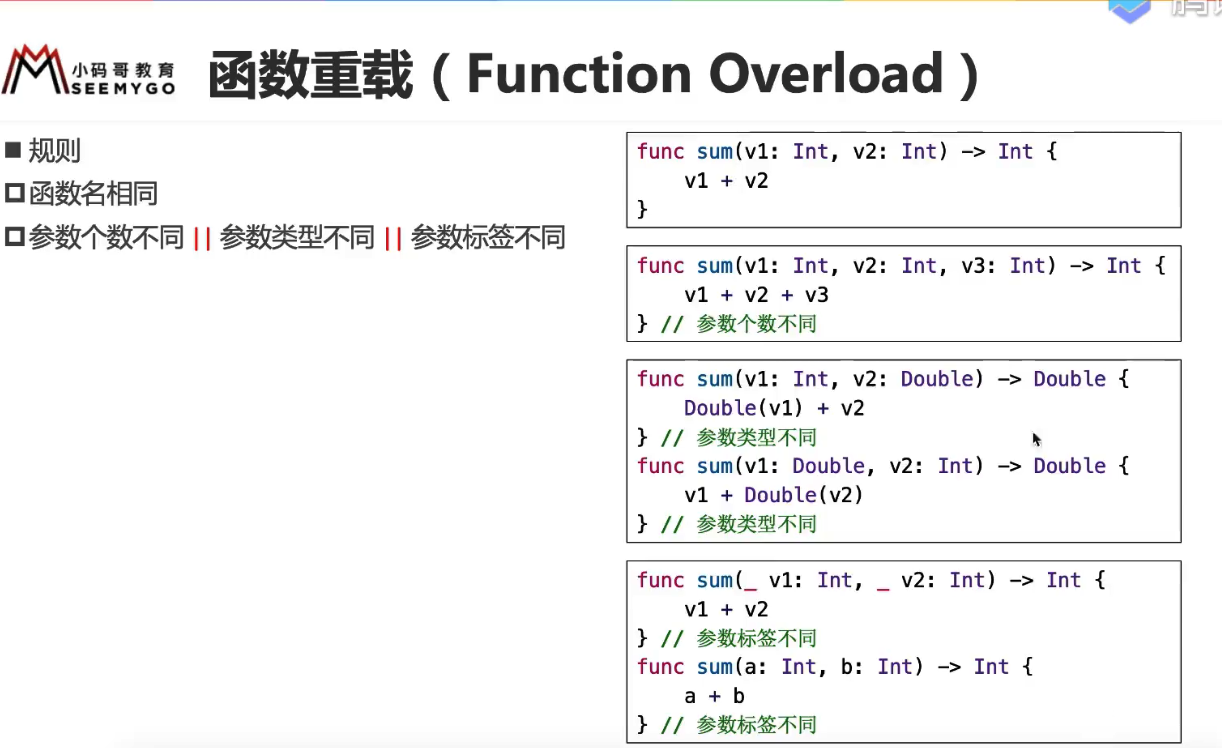 小码哥教育
SEEMYGO
函数重载（Function Overload）
规则
函数名相同
参数个数不同 || 参数类型不同 || 参数标签不同
func sum(v1: Int, v2: Int) -> Int {
    v1 + v2
}
func sum(v1: Int, v2: Int, v3: Int) -> Int {
    v1 + v2 + v3
} // 参数个数不同
func sum(v1: Int, v2: Double) -> Double {
    Double(v1) + v2
} // 参数类型不同
func sum(v1: Double, v2: Int) -> Double {
    v1 + Double(v2)
} // 参数类型不同
func sum(_ v1: Int, _ v2: Int) -> Int {
    v1 + v2
} // 参数标签不同
func sum(a: Int, b: Int) -> Int {
    a + b
} // 参数标签不同